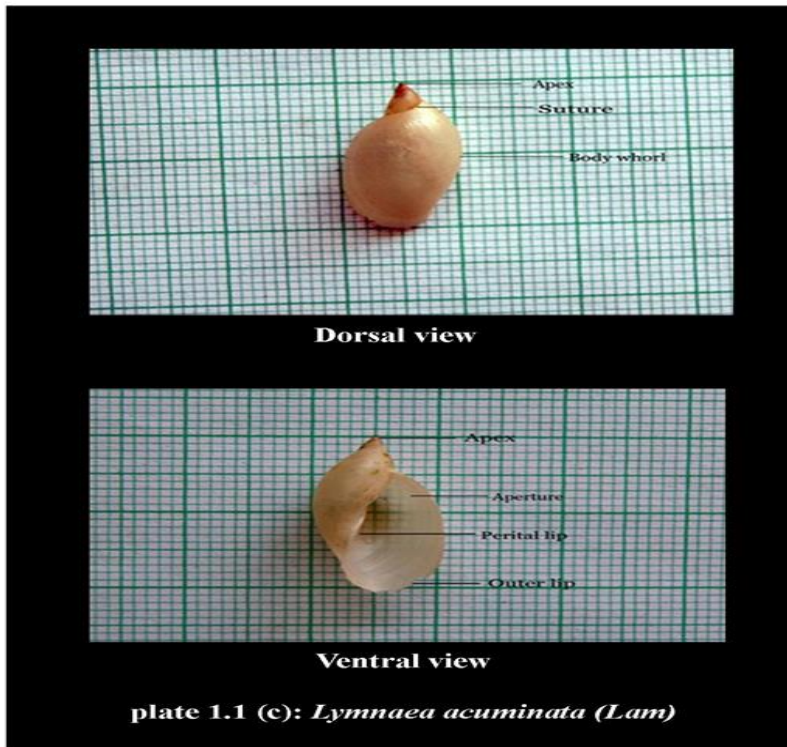 Apex
Suture
Body whorl
Dorsal view
Apex
Aperture
Perital lip
Outer lip
Ventral view
plate 1.1 (c): Lymnaea acuminata (Lam)